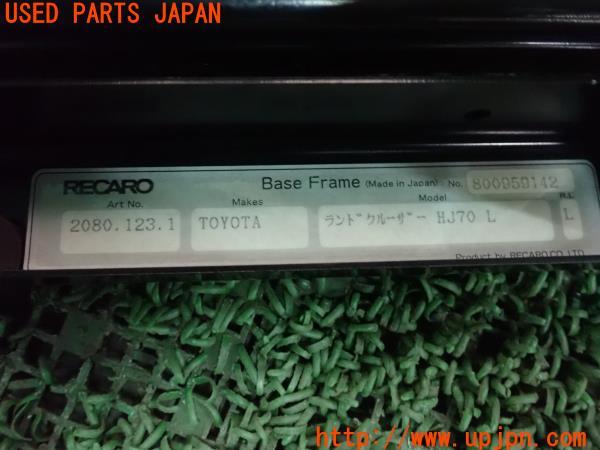 USED PARTS JAPAN
RECARO Base Frame (Made in Japan) No. 800959142
Art No. Makes Model R.L
2080.123.1 TOYOTA ランドクルーザー HJ70 L L
Product by RECARO CO. LTD.
http://www.upjpn.com